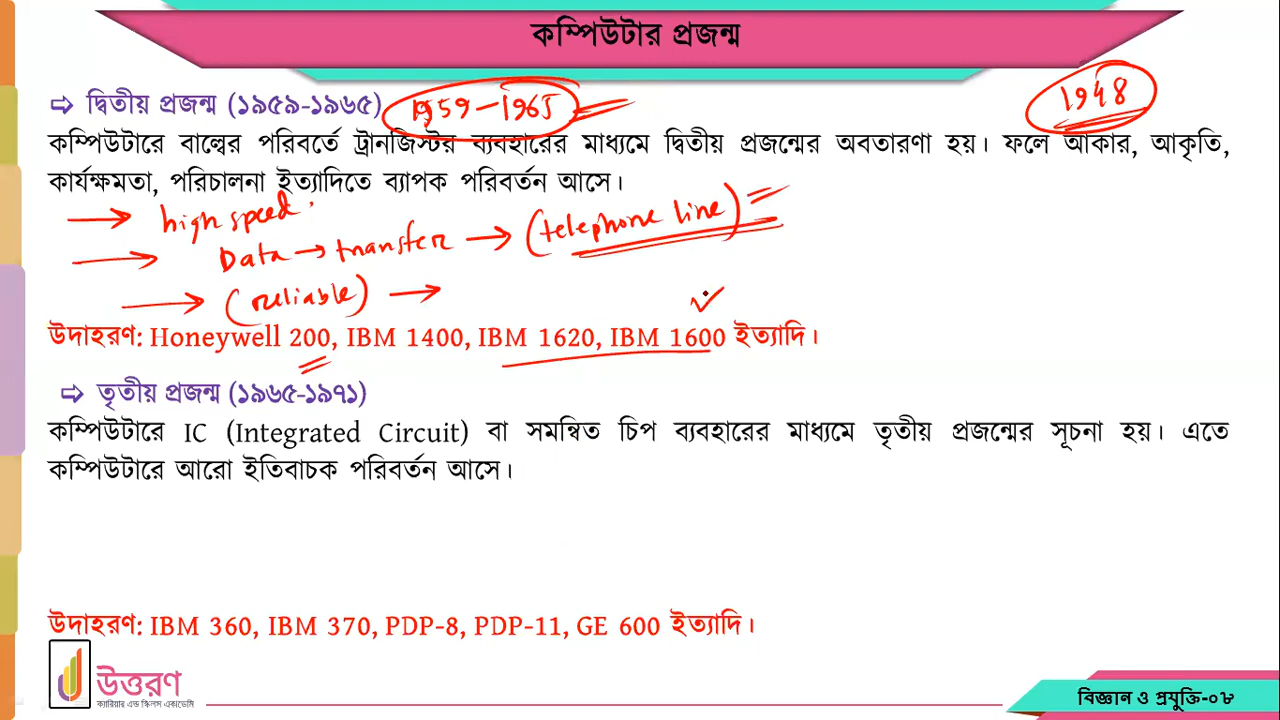 কম্পিউটার প্রজন্ম
⇨ দ্বিতীয় প্রজন্ম (১৯৫৯-১৯৬৫) 1959-1965 1948
কম্পিউটারে বাল্বের পরিবর্তে ট্রানজিস্টর ব্যবহারের মাধ্যমে দ্বিতীয় প্রজন্মের অবতারণা হয়। ফলে আকার, আকৃতি,
কার্যক্ষমতা, পরিচালনা ইত্যাদিতে ব্যাপক পরিবর্তন আসে।
→ high speed
→ Data → transfer → (telephone line)
→ (reliable) →
উদাহরণ: Honeywell 200, IBM 1400, IBM 1620, IBM 1600 ইত্যাদি।
⇨ তৃতীয় প্রজন্ম (১৯৬৫-১৯৭১)
কম্পিউটারে IC (Integrated Circuit) বা সমন্বিত চিপ ব্যবহারের মাধ্যমে তৃতীয় প্রজন্মের সূচনা হয়। এতে
কম্পিউটারে আরো ইতিবাচক পরিবর্তন আসে।
উদাহরণ: IBM 360, IBM 370, PDP-8, PDP-11, GE 600 ইত্যাদি।
উত্তরণ
ক্যারিয়ার এন্ড স্কিলস একাডেমি
বিজ্ঞান ও প্রযুক্তি-০৮